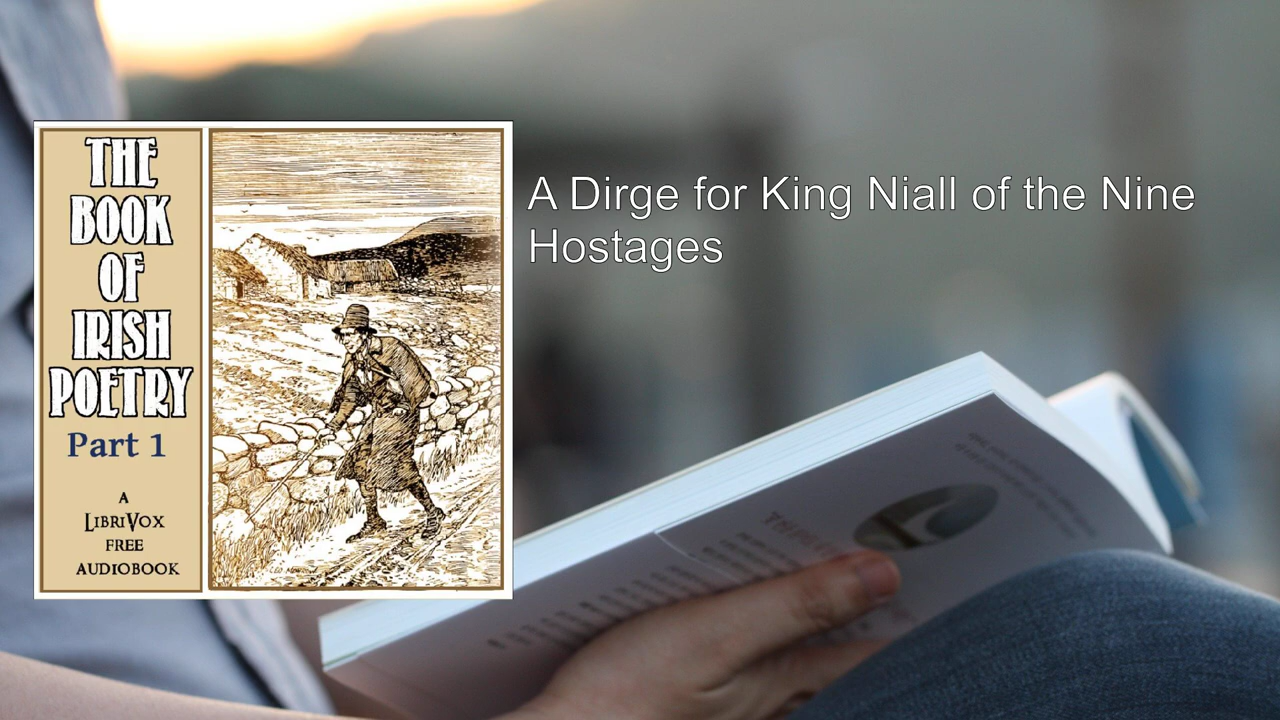 THE
BOOK
OF
IRISH
POETRY
Part 1
A
LIBRIVOX
FREE
AUDIOBOOK
A Dirge for King Niall of the Nine
Hostages